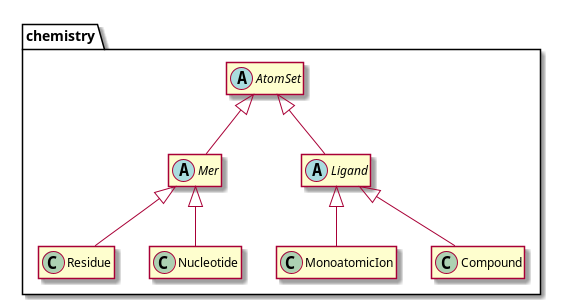 chemistry
A AtomSet
A Mer
A Ligand
C Residue
C Nucleotide
C MonoatomicIon
C Compound